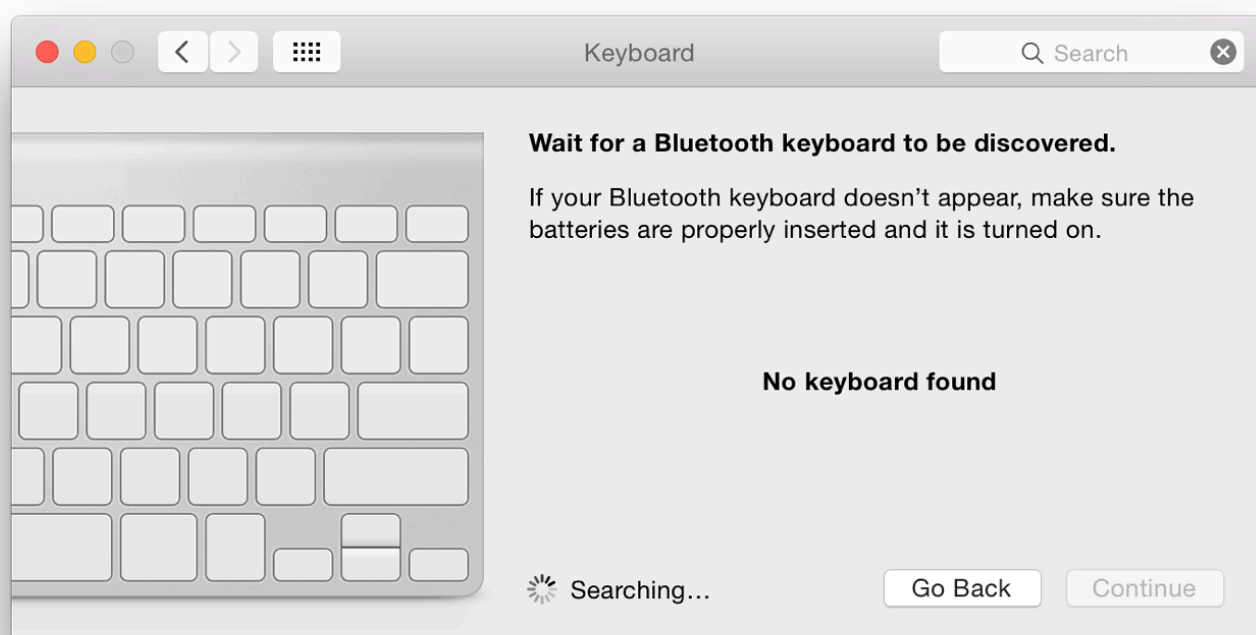 Keyboard
Search
Wait for a Bluetooth keyboard to be discovered.
If your Bluetooth keyboard doesn’t appear, make sure the
batteries are properly inserted and it is turned on.
No keyboard found
Searching…
Go Back
Continue